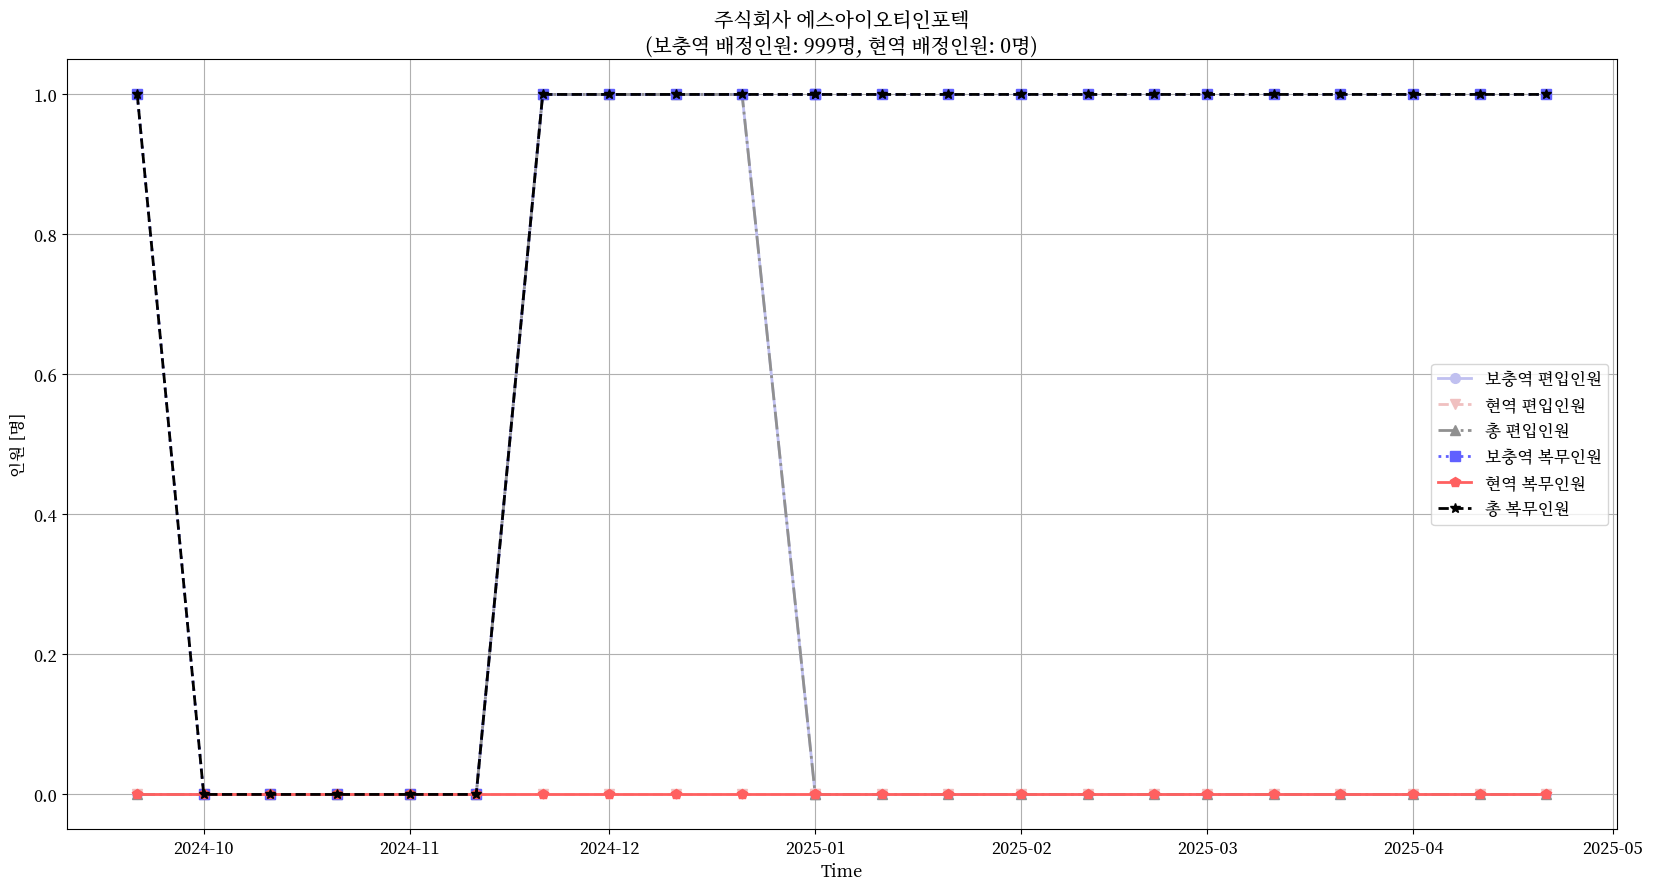 주식회사 에스아이오티인포텍
(보충역 배정인원: 999명, 현역 배정인원: 0명)
인원 [명]
1.0
0.8
0.6
0.4
0.2
0.0
보충역 편입인원
현역 편입인원
총 편입인원
보충역 복무인원
현역 복무인원
총 복무인원
2024-10
2024-11
2024-12
2025-01
2025-02
2025-03
2025-04
2025-05
Time